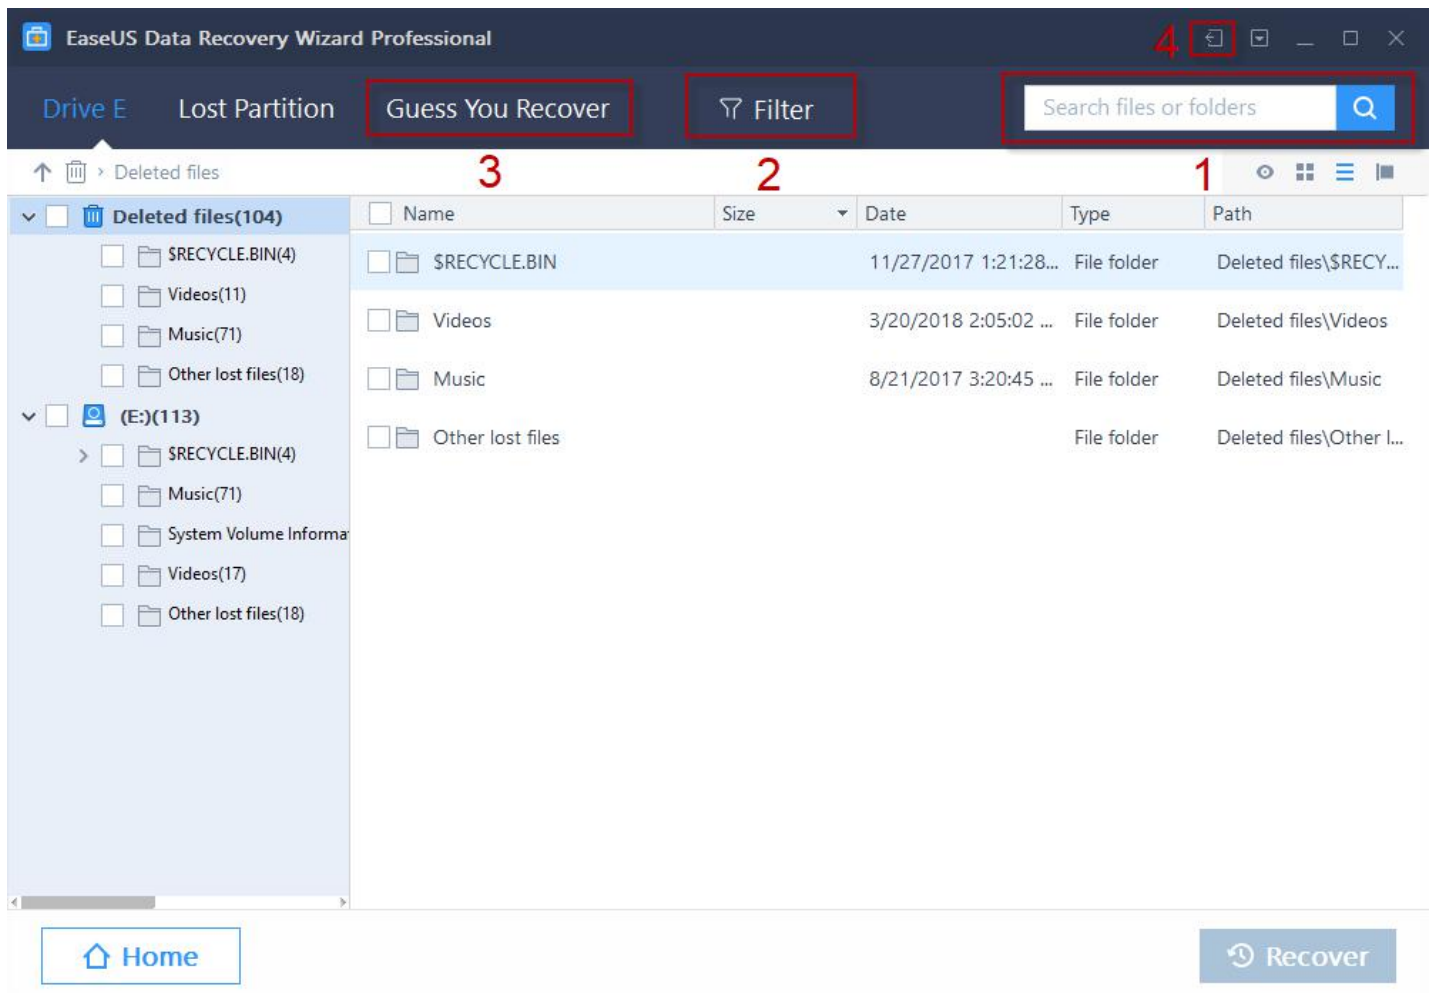 EaseUS Data Recovery Wizard Professional
4
Drive E
Lost Partition
Guess You Recover
Filter
Search files or folders
Deleted files
3
2
1
Deleted files(104)
$RECYCLE.BIN(4)
Videos(11)
Music(71)
Other lost files(18)
(E:)(113)
$RECYCLE.BIN(4)
Music(71)
System Volume Informa
Videos(17)
Other lost files(18)
Name Size Date Type Path
$RECYCLE.BIN 11/27/2017 1:21:28... File folder Deleted files\$RECY...
Videos 3/20/2018 2:05:02 ... File folder Deleted files\Videos
Music 8/21/2017 3:20:45 ... File folder Deleted files\Music
Other lost files File folder Deleted files\Other l...
Home
Recover